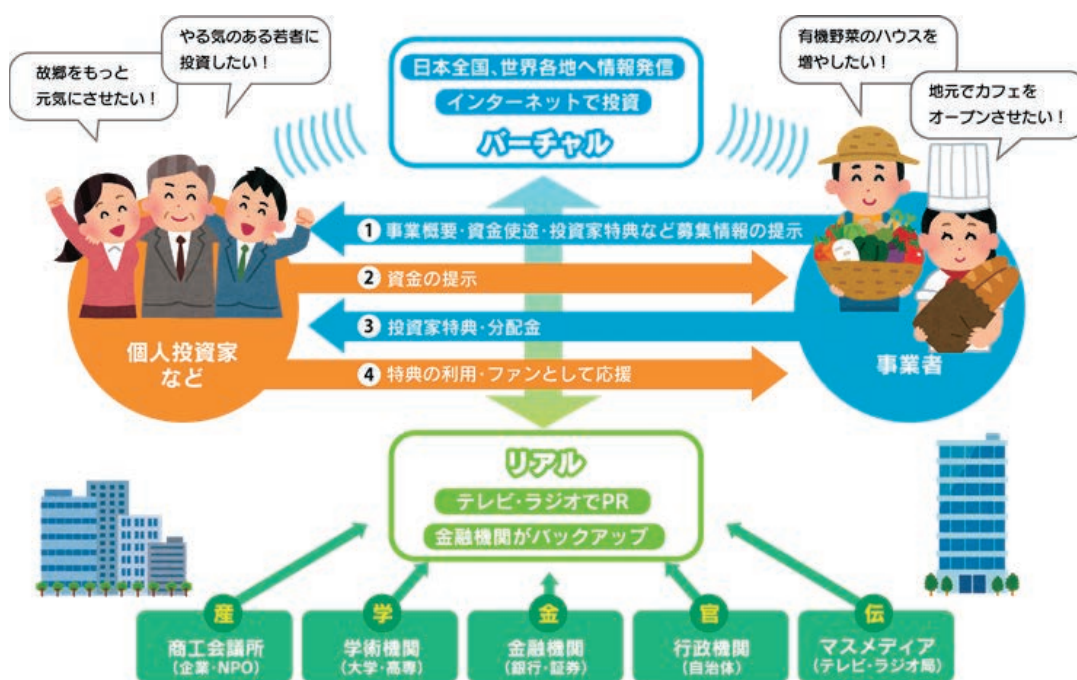 やる気のある若者に
投資したい！
故郷をもっと
元気にさせたい！
日本全国、世界各地へ情報発信
インターネットで投資
バーチャル
有機野菜のハウスを
増やしたい！
地元でカフェを
オープンさせたい！
1 事業概要・資金使途・投資家特典など募集情報の提示
2 資金の提示
3 投資家特典・分配金
4 特典の利用・ファンとして応援
個人投資家
など
事業者
リアル
テレビ・ラジオでPR
金融機関がバックアップ
産
商工会議所
(企業・NPO)
学
学術機関
(大学・高専)
金
金融機関
(銀行・証券)
官
行政機関
(自治体)
伝
マスメディア
(テレビ・ラジオ局)